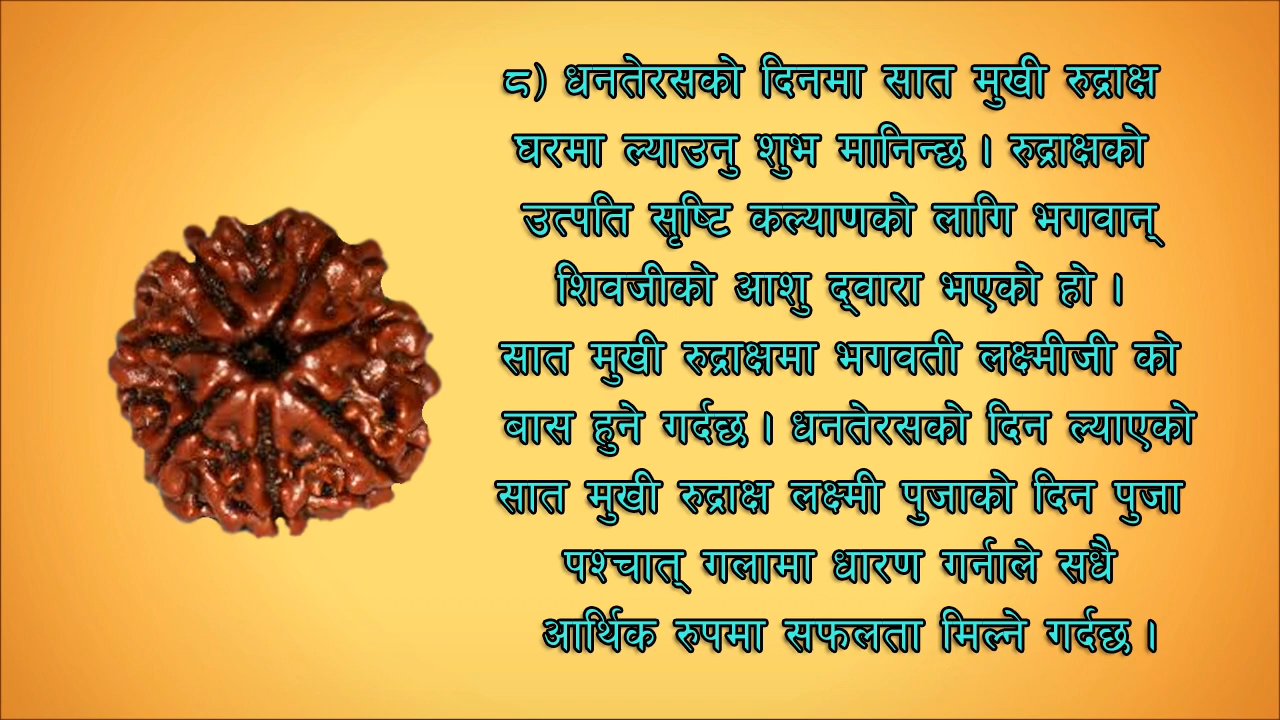 ८) धनतेरसको दिनमा सात मुखी रुद्राक्ष
घरमा ल्याउनु शुभ मानिन्छ । रुद्राक्षको
उत्पति सृष्टि कल्याणको लागि भगवान्
शिवजीको आशु द्वारा भएको हो ।
सात मुखी रुद्राक्षमा भगवती लक्ष्मीजी को
बास हुने गर्दछ । धनतेरसको दिन ल्याएको
सात मुखी रुद्राक्ष लक्ष्मी पुजाको दिन पुजा
पश्चात् गलामा धारण गर्नाले सधै
आर्थिक रुपमा सफलता मिल्ने गर्दछ ।